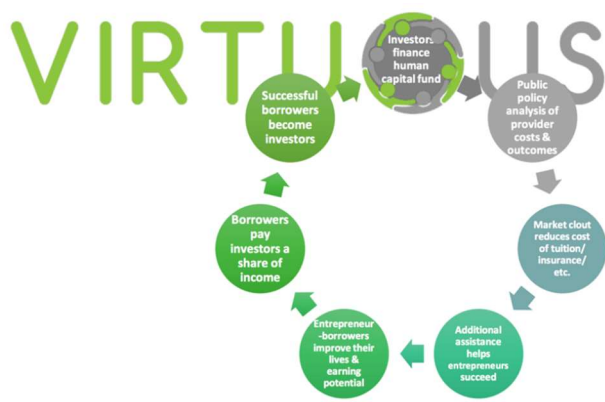 VIRTUOUS
Investors
finance
human
capital fund
Public
policy
analysis of
provider
costs &
outcomes
Market clout
reduces cost
of tuition/
insurance/
etc.
Additional
assistance
helps
entrepreneurs
succeed
Entrepreneur
-borrowers
improve their
lives &
earning
potential
Borrowers
pay
investors a
share of
income
Successful
borrowers
become
investors